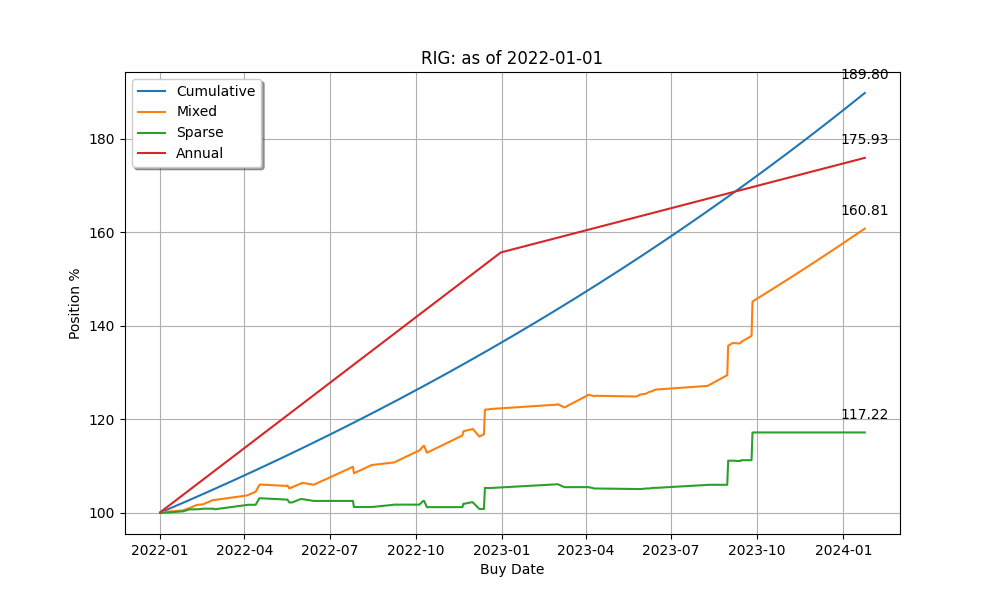 RIG: as of 2022-01-01
Cumulative
Mixed
Sparse
Annual
189.80
175.93
160.81
117.22
180
160
140
120
100
Position %
2022-01 2022-04 2022-07 2022-10 2023-01 2023-04 2023-07 2023-10 2024-01
Buy Date